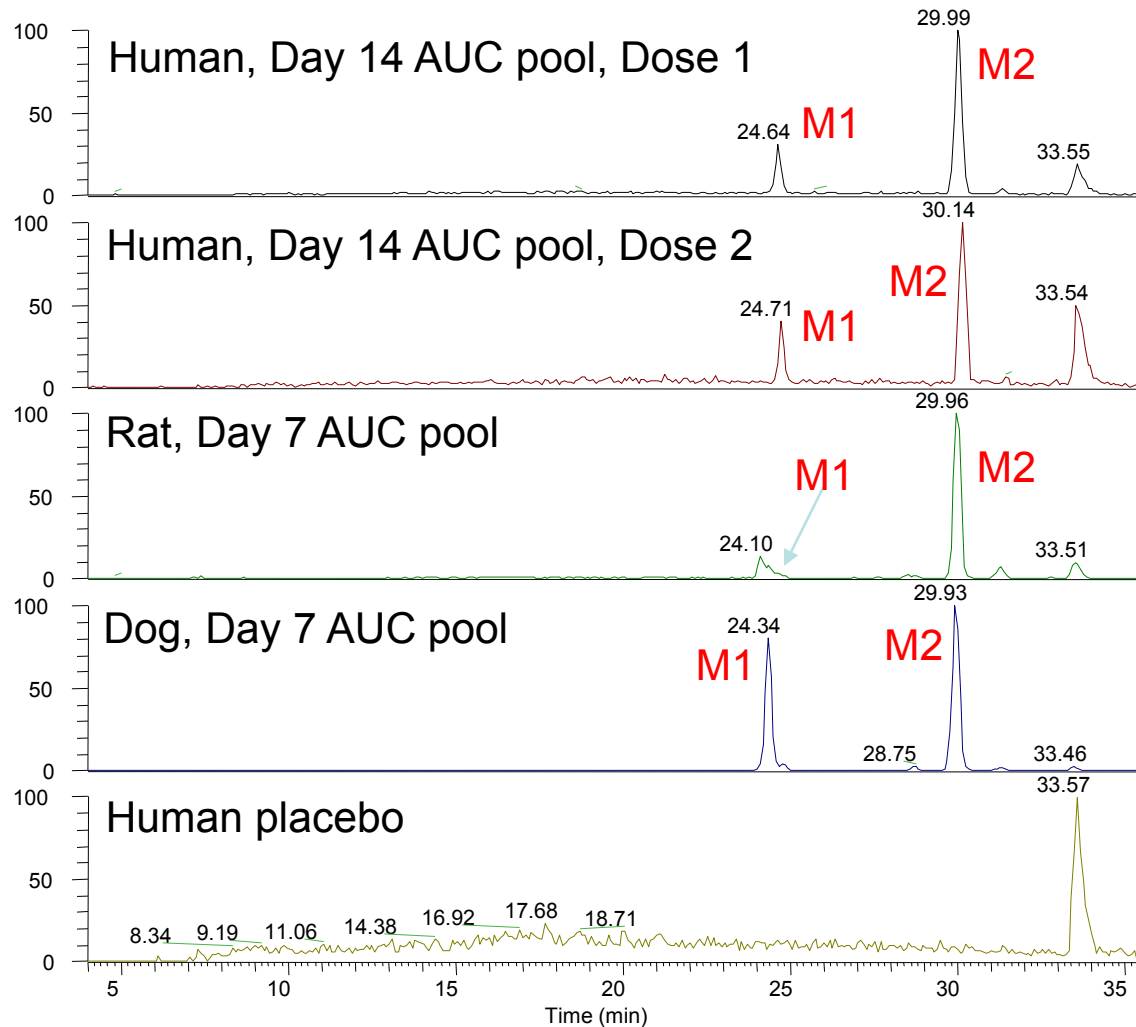 100
50
0
Human, Day 14 AUC pool, Dose 1
24.64
M1
29.99
M2
33.55
100
50
0
Human, Day 14 AUC pool, Dose 2
24.71
M1
30.14
M2
33.54
100
50
0
Rat, Day 7 AUC pool
24.10
M1
29.96
M2
33.51
100
50
0
Dog, Day 7 AUC pool
24.34
M1
28.75
29.93
M2
33.46
100
50
0
Human placebo
8.34
9.19
11.06
14.38
16.92
17.68
18.71
33.57
5 10 15 20 25 30 35
Time (min)